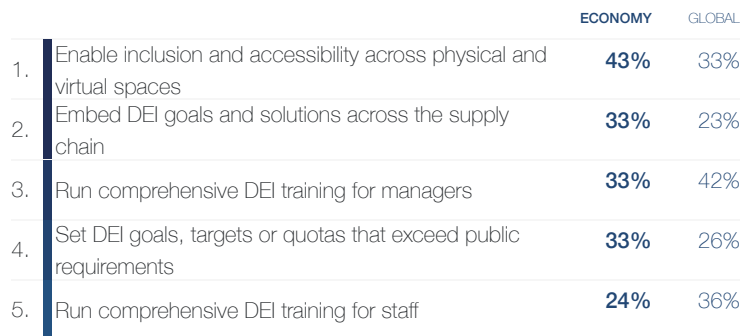 ECONOMY GLOBAL
Enable inclusion and accessibility across physical and
1. 43% 33%
virtual spaces
Embed DEI goals and solutions across the supply
2. 33% 23%
chain
3. Run comprehensive DEI training for managers 33% 42%
Set DEI goals, targets or quotas that exceed public
4. 33% 26%
requirements
5. Run comprehensive DEI training for staff 24% 36%